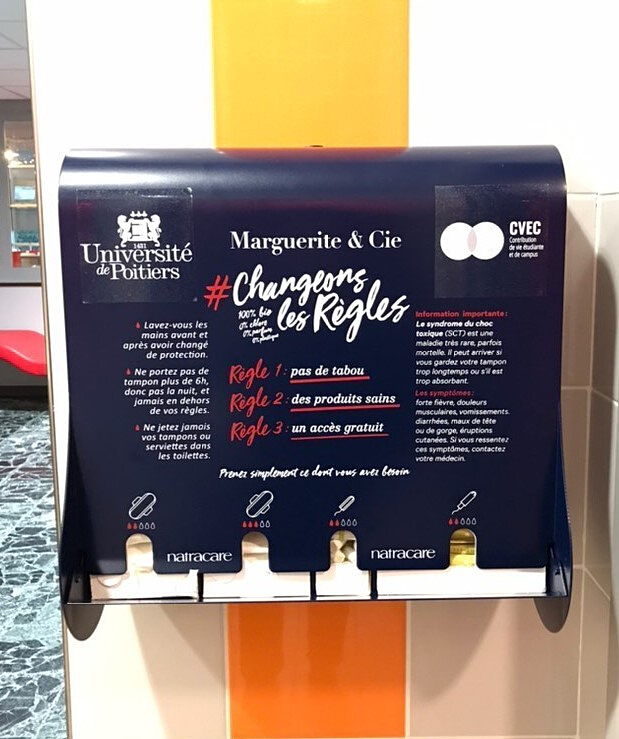 1431
Université
de Poitiers
Marguerite & Cie
CVEC
Contribution
de vie étudiante
et de campus
#Changeons
les Règles
100% bio
0% chlore
0% parfum
0% plastique
Lavez-vous les
mains avant et
après avoir changé
de protection.
Ne portez pas de
tampon plus de 6h,
donc pas la nuit, et
jamais en dehors
de vos règles.
Ne jetez jamais
vos tampons ou
serviettes dans
les toilettes.
Règle 1 : pas de tabou
Règle 2 : des produits sains
Règle 3 : un accès gratuit
Information importante :
Le syndrome du choc
toxique (SCT) est une
maladie très rare, parfois
mortelle. Il peut arriver si
vous gardez votre tampon
trop longtemps ou s'il est
trop absorbant.
Les symptômes :
forte fièvre, douleurs
musculaires, vomissements,
diarrhées, maux de tête
ou de gorge, éruptions
cutanées. Si vous ressentez
ces symptômes, contactez
votre médecin.
Prenez simplement ce dont vous avez besoin
natracare
natracare